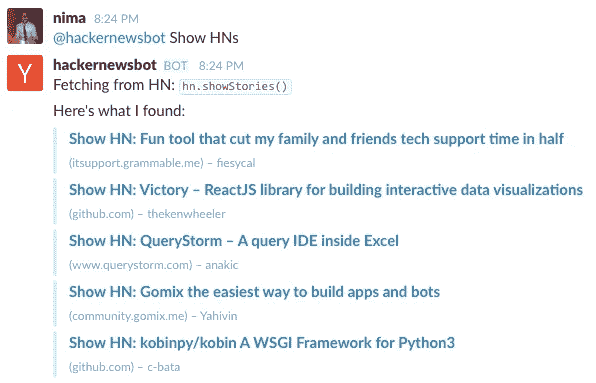 nima 8:24 PM
@hackernewsbot Show HNs
Y
hackernewsbot BOT 8:24 PM
Fetching from HN: hn.showStories()
Here's what I found:
Show HN: Fun tool that cut my family and friends tech support time in half
(itsupport.grammable.me) – fiesycal
Show HN: Victory – ReactJS library for building interactive data visualizations
(github.com) – thekenwheeler
Show HN: QueryStorm – A query IDE inside Excel
(www.querystorm.com) – anakic
Show HN: Gomix the easiest way to build apps and bots
(community.gomix.me) – Yahivin
Show HN: kobinpy/kobin A WSGI Framework for Python3
(github.com) – c-bata